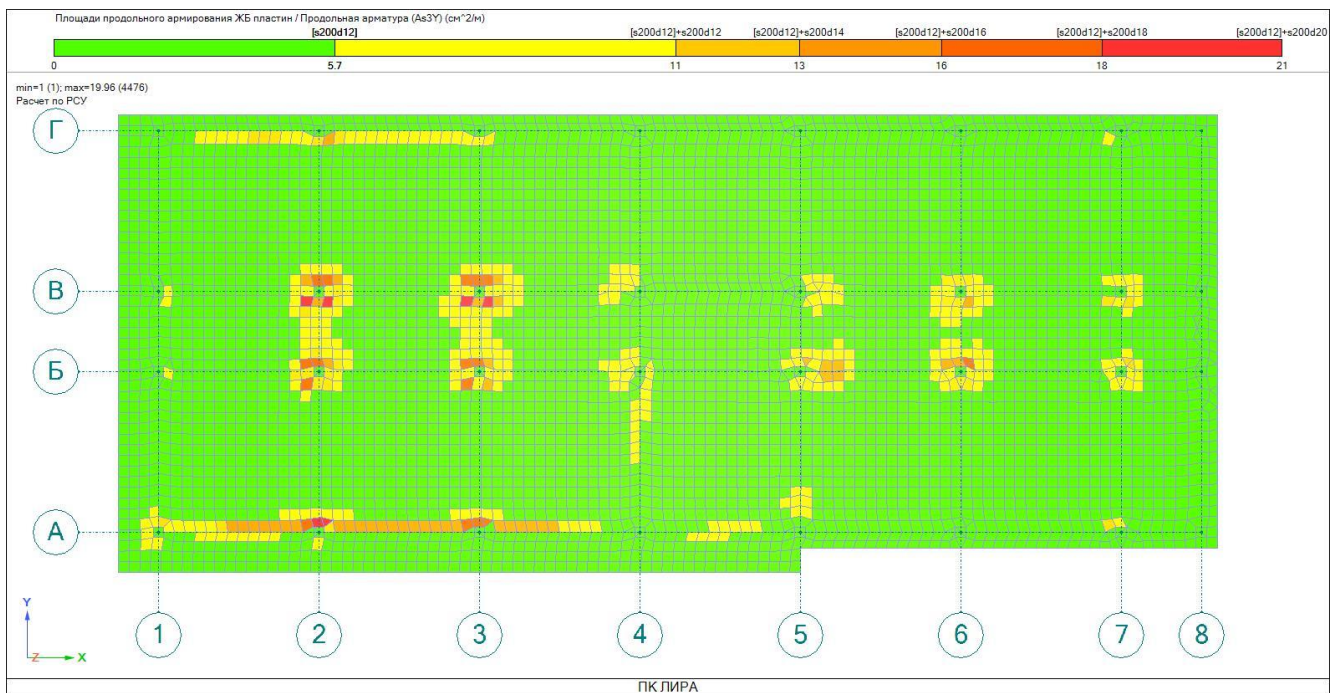 Площади продольного армирования ЖБ пластин / Продольная арматура (As3Y) (см^2/м)
[s200d12] [s200d12]+s200d12 [s200d12]+s200d14 [s200d12]+s200d16 [s200d12]+s200d18 [s200d12]+s200d20
0 5.7 11 13 16 18 21
min=1 (1); max=19.96 (4476)
Расчет по РСУ
Г
В
Б
А
Y
Z X
1 2 3 4 5 6 7 8
ПК ЛИРА